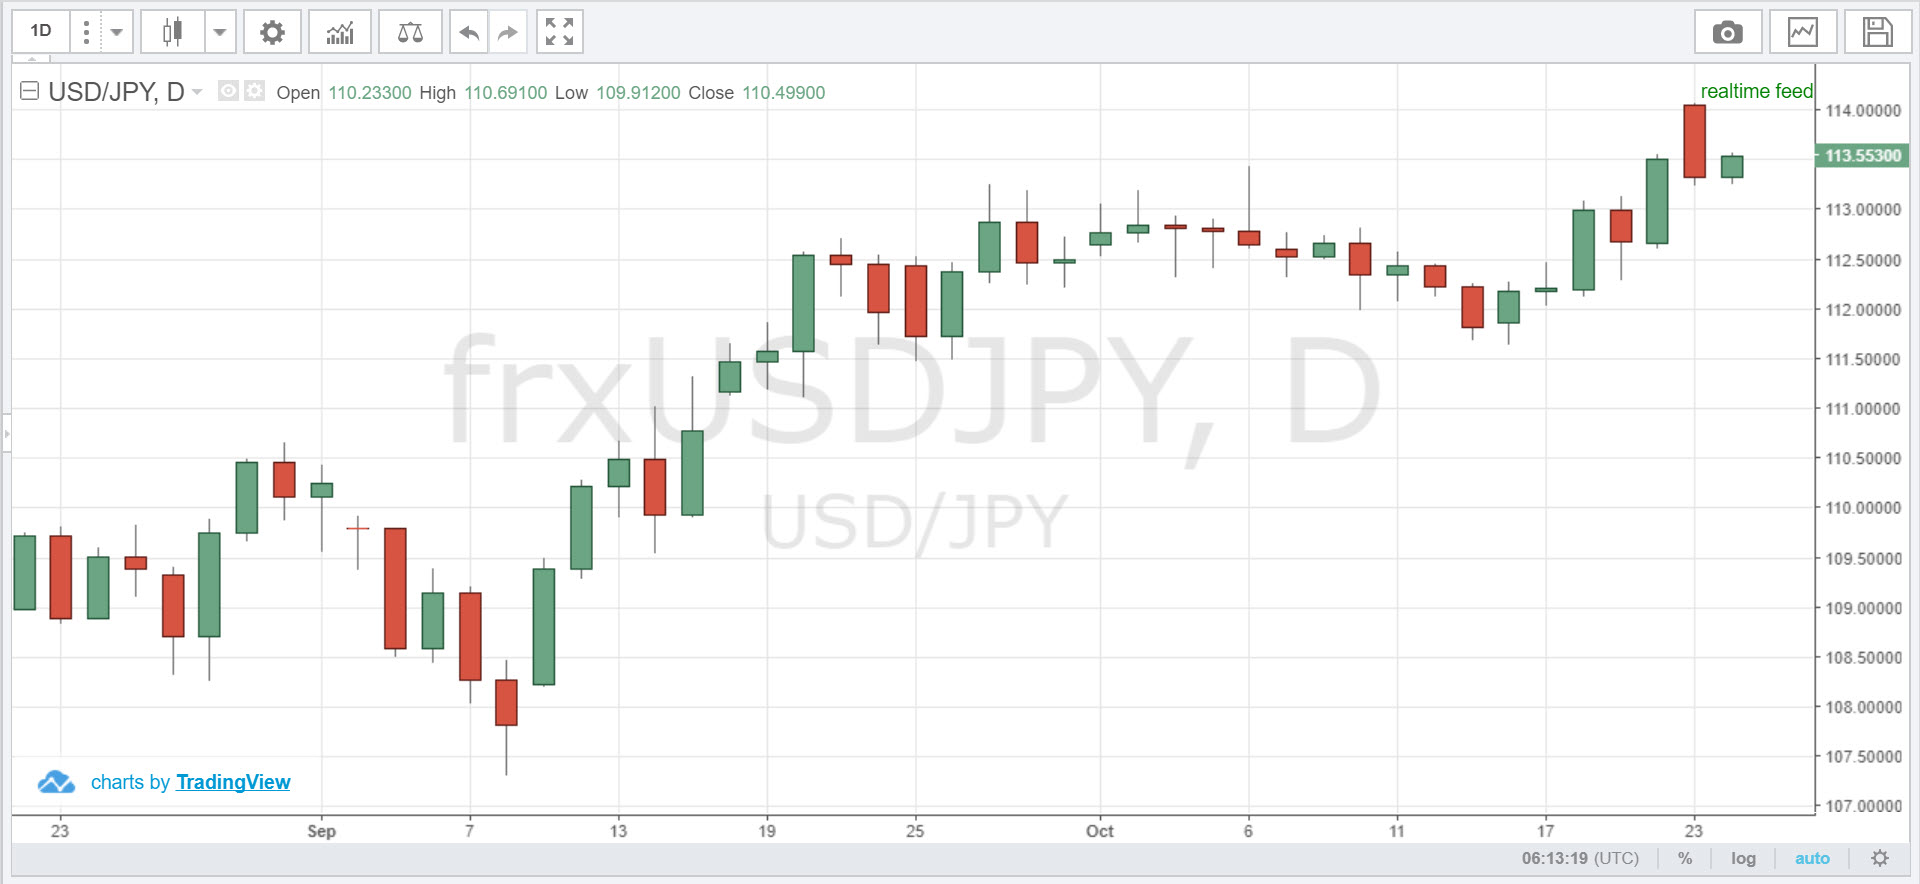 1D
USD/JPY, D Open 110.23300 High 110.69100 Low 109.91200 Close 110.49900
realtime feed
114.00000
113.55300
113.00000
112.50000
112.00000
111.50000
111.00000
110.50000
110.00000
109.50000
109.00000
108.50000
108.00000
107.50000
107.00000
frxUSDJPY, D
USD/JPY
charts by TradingView
23 Sep 7 13 19 25 Oct 6 11 17 23
06:13:19 (UTC) % log auto